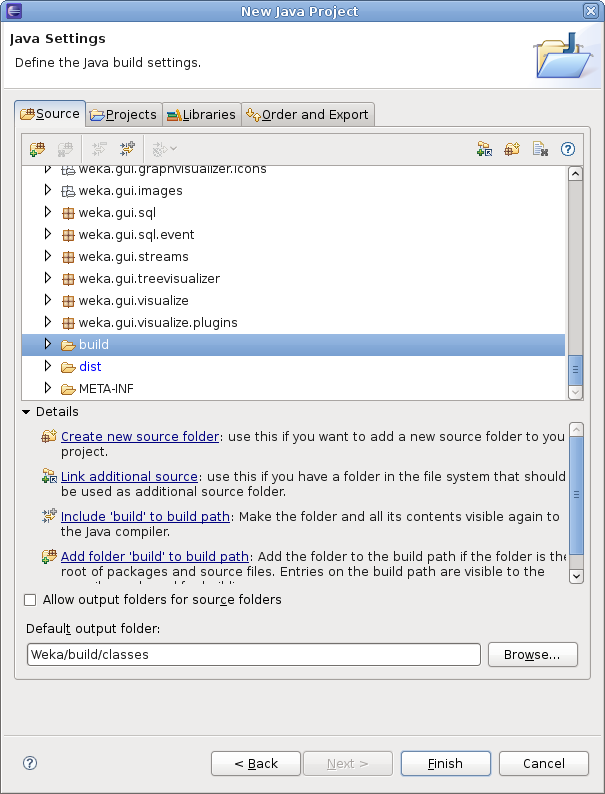 New Java Project
Java Settings
Define the Java build settings.
Source Projects Libraries Order and Export
weka.gui.graphvisualizer.icons
weka.gui.images
weka.gui.sql
weka.gui.sql.event
weka.gui.streams
weka.gui.treevisualizer
weka.gui.visualize
weka.gui.visualize.plugins
build
dist
META-INF
Details
Create new source folder: use this if you want to add a new source folder to you
project.
Link additional source: use this if you have a folder in the file system that should
be used as additional source folder.
Include 'build' to build path: Make the folder and all its contents visible again to
the Java compiler.
Add folder 'build' to build path: Add the folder to the build path if the folder is the
root of packages and source files. Entries on the build path are visible to the
Allow output folders for source folders
Default output folder:
Weka/build/classes
Browse...
< Back
Next >
Finish
Cancel